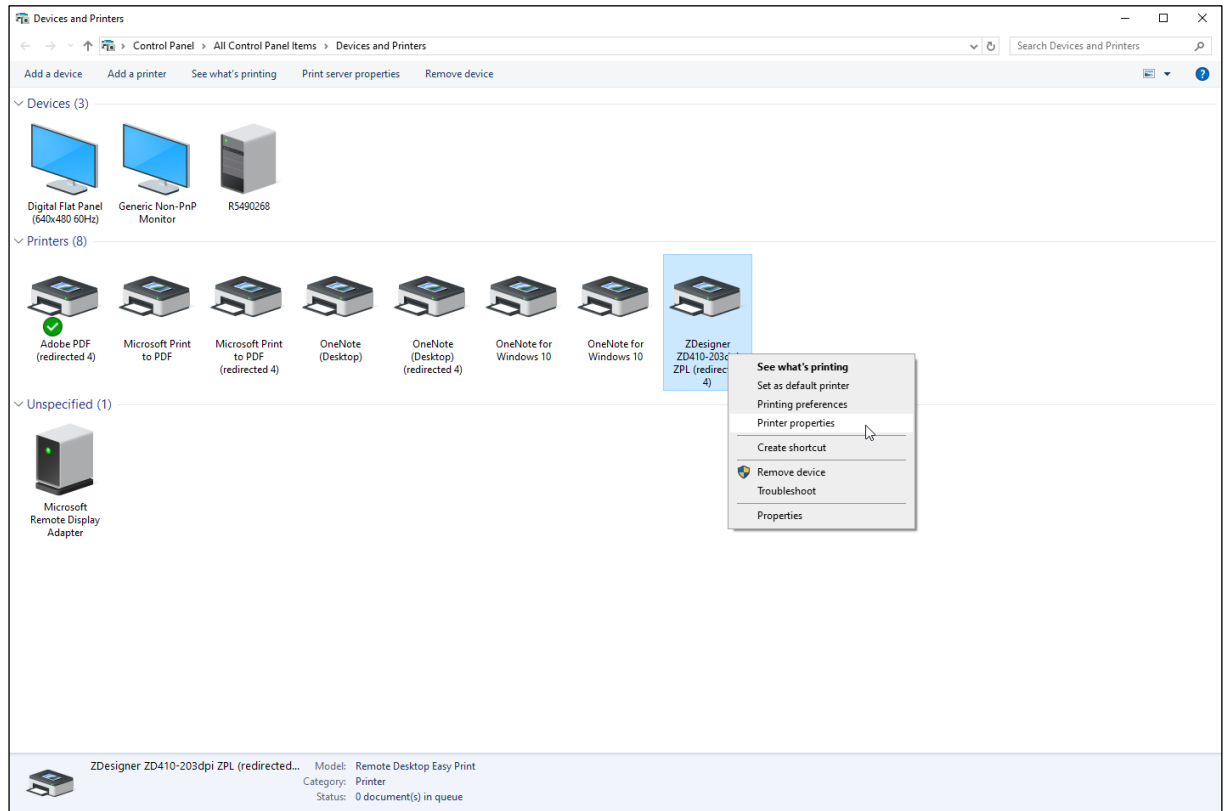 Devices and Printers
Control Panel > All Control Panel Items > Devices and Printers
Search Devices and Printers
Add a device Add a printer See what's printing Print server properties Remove device
Devices (3)
Digital Flat Panel
(640x480 60Hz)
Generic Non-PnP
Monitor
R5490268
Printers (8)
Adobe PDF
(redirected 4)
Microsoft Print
to PDF
Microsoft Print
to PDF
(redirected 4)
OneNote
(Desktop)
OneNote
(Desktop)
(redirected 4)
OneNote for
Windows 10
OneNote for
Windows 10
ZDesigner
ZD410-203d
ZPL (redirec
4)
See what's printing
Set as default printer
Printing preferences
Printer properties
Create shortcut
Remove device
Troubleshoot
Properties
Unspecified (1)
Microsoft
Remote Display
Adapter
ZDesigner ZD410-203dpi ZPL (redirected... Model: Remote Desktop Easy Print
Category: Printer
Status: 0 document(s) in queue